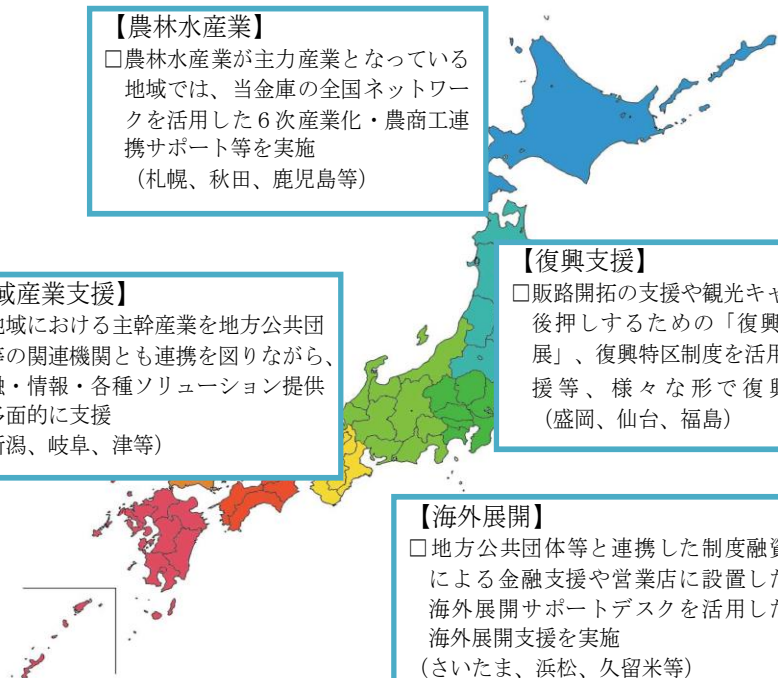 【農林水産業】
□農林水産業が主力産業となっている
地域では、当金庫の全国ネットワー
クを活用した６次産業化・農商工連
携サポート等を実施
（札幌、秋田、鹿児島等）
【復興支援】
□販路開拓の支援や観光キャ
後押しするための「復興
展」、復興特区制度を活用
援等、様々な形で復興
（盛岡、仙台、福島）
域産業支援】
地域における主幹産業を地方公共団
等の関連機関とも連携を図りながら、
融・情報・各種ソリューション提供
多面的に支援
新潟、岐阜、津等）
【海外展開】
□地方公共団体等と連携した制度融資
による金融支援や営業店に設置した
海外展開サポートデスクを活用した
海外展開支援を実施
（さいたま、浜松、久留米等）